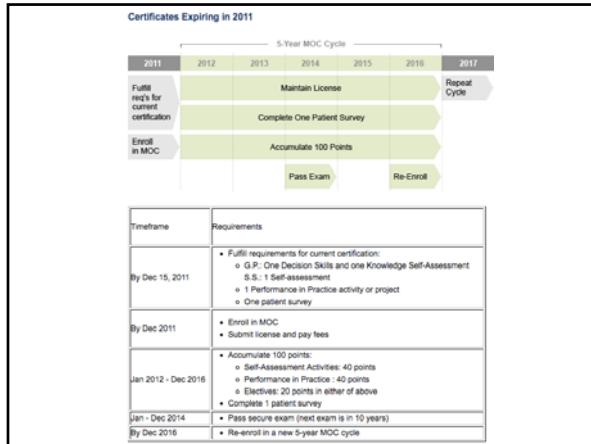 Certificates Expiring in 2011
5-Year MOC Cycle
2011 2012 2013 2014 2015 2016 2017
Fulfill
req's for
current
certification
Maintain License
Repeat
Cycle
Complete One Patient Survey
Enroll
in MOC
Accumulate 100 Points
Pass Exam Re-Enroll
Timeframe Requirements
By Dec 15, 2011
• Fulfill requirements for current certification:
o G.P.: One Decision Skills and one Knowledge Self-Assessment
S.S.: 1 Self-assessment
o 1 Performance in Practice activity or project
o One patient survey
By Dec 2011
• Enroll in MOC
• Submit license and pay fees
Jan 2012 - Dec 2016
• Accumulate 100 points:
o Self-Assessment Activities: 40 points
o Performance in Practice : 40 points
o Electives: 20 points in either of above
• Complete 1 patient survey
Jan - Dec 2014 • Pass secure exam (next exam is in 10 years)
By Dec 2016 • Re-enroll in a new 5-year MOC cycle